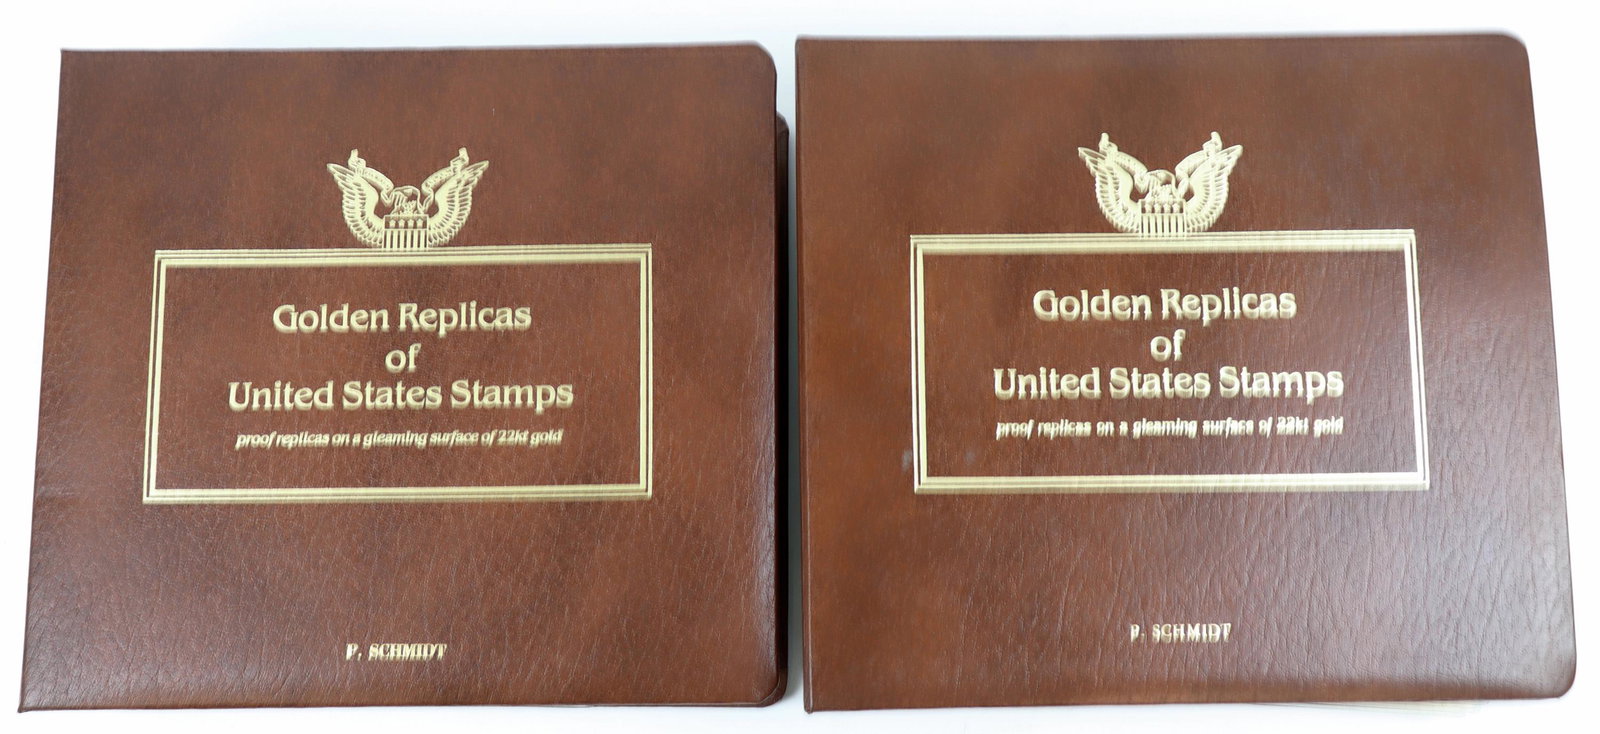 Golden Replicas
of
United States Stamps
proof replicas on a gleaming surface of 22kt gold
P. SCHMIDT
Golden Replicas
of
United States Stamps
proof replicas on a gleaming surface of 22kt gold
P. SCHMIDT